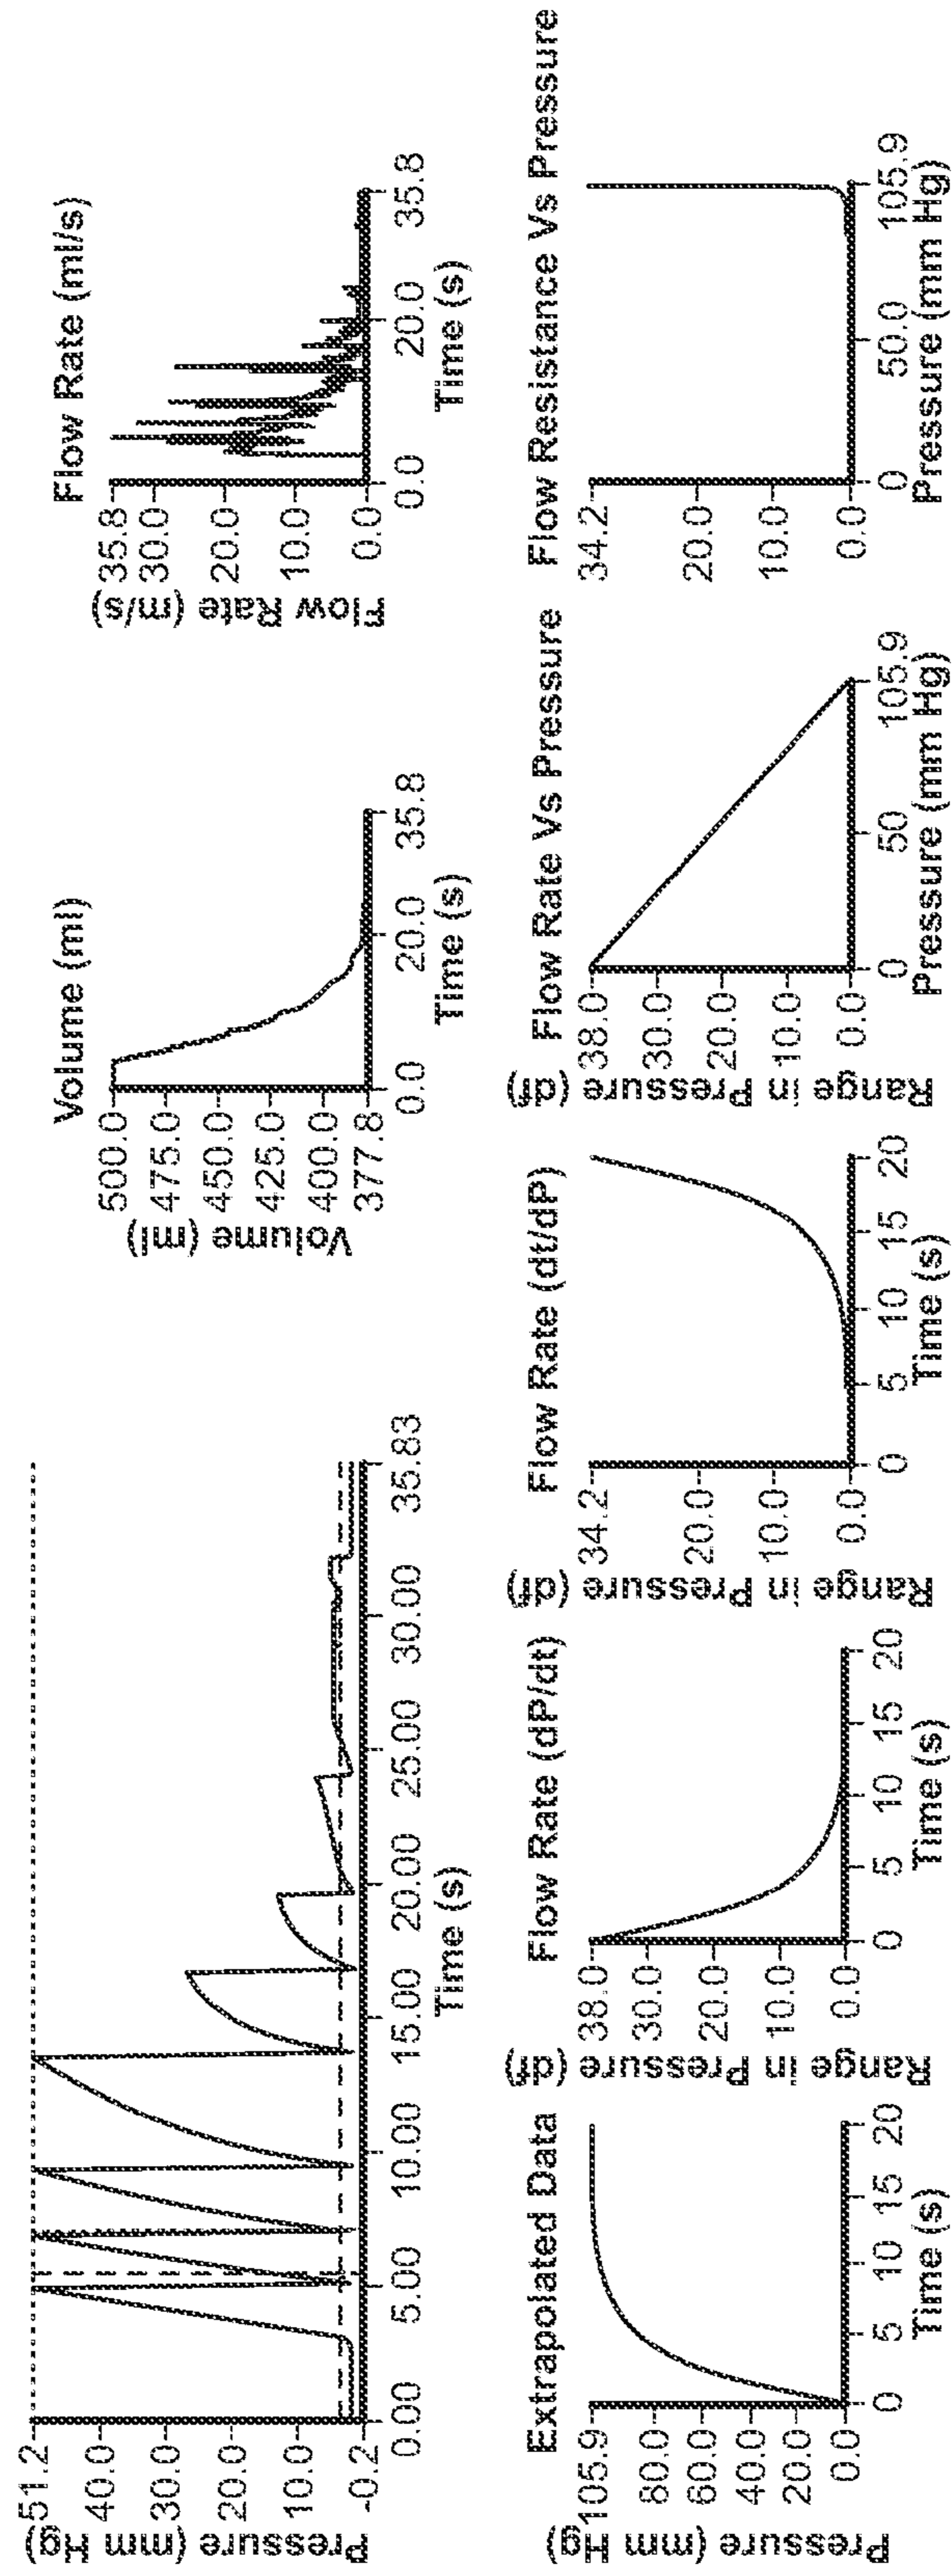 Pressure (mm Hg)
51.2
40.0
30.0
20.0
10.0
-0.2
0.00 5.00 10.00 15.00 20.00 25.00 30.00 35.83
Time (s)
Volume (ml)
Volume (ml)
500.0
475.0
450.0
425.0
400.0
377.8
0.0 20.0 35.8
Time (s)
Flow Rate (ml/s)
Flow Rate (m/s)
35.8
30.0
20.0
10.0
0.0
0.0 20.0 35.8
Time (s)
Extrapolated Data
Pressure (mm Hg)
105.9
80.0
60.0
40.0
20.0
0.0
0 5 10 15 20
Time (s)
Flow Rate (dP/dt)
Range in Pressure (df)
38.0
30.0
20.0
10.0
0.0
0 5 10 15 20
Time (s)
Flow Rate (dt/dP)
Range in Pressure (df)
34.2
20.0
10.0
0.0
0 5 10 15 20
Time (s)
Flow Rate Vs Pressure
Range in Pressure (df)
38.0
30.0
20.0
10.0
0.0
0 50 105.9
Pressure (mm Hg)
Flow Resistance Vs Pressure
34.2
20.0
10.0
0.0
0 50.0 105.9
Pressure (mm Hg)